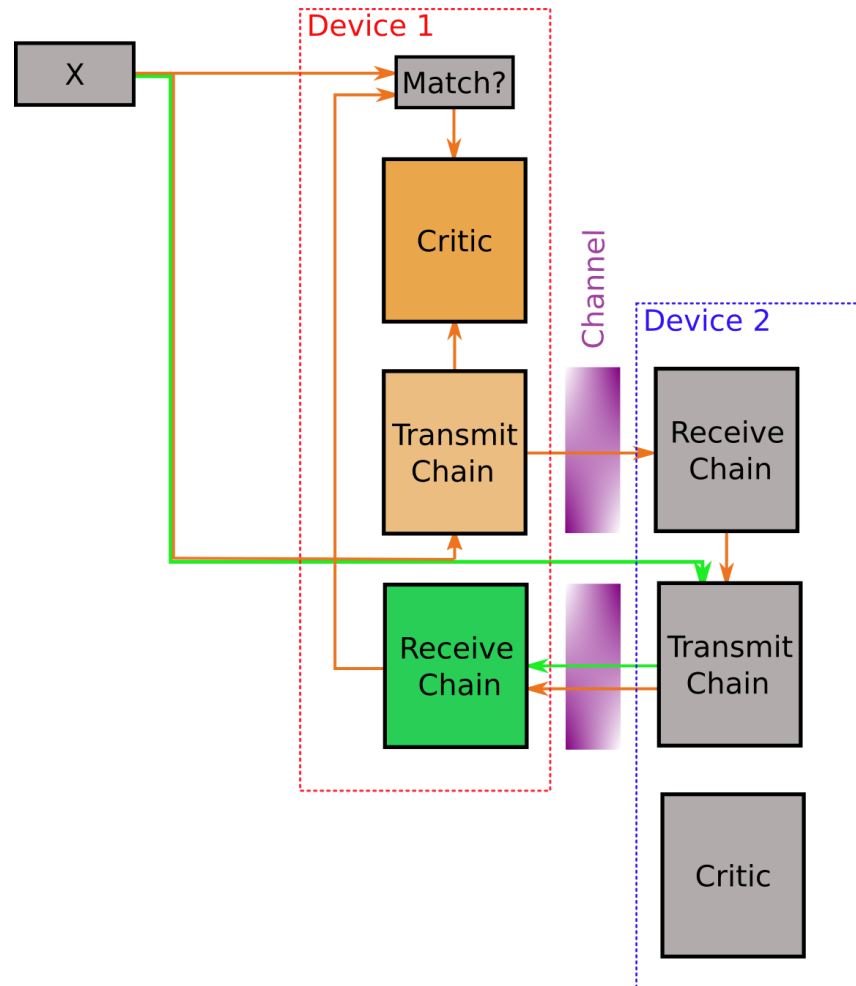 Device 1
X
Match?
Critic
Channel
Device 2
Transmit
Chain
Receive
Chain
Receive
Chain
Transmit
Chain
Critic